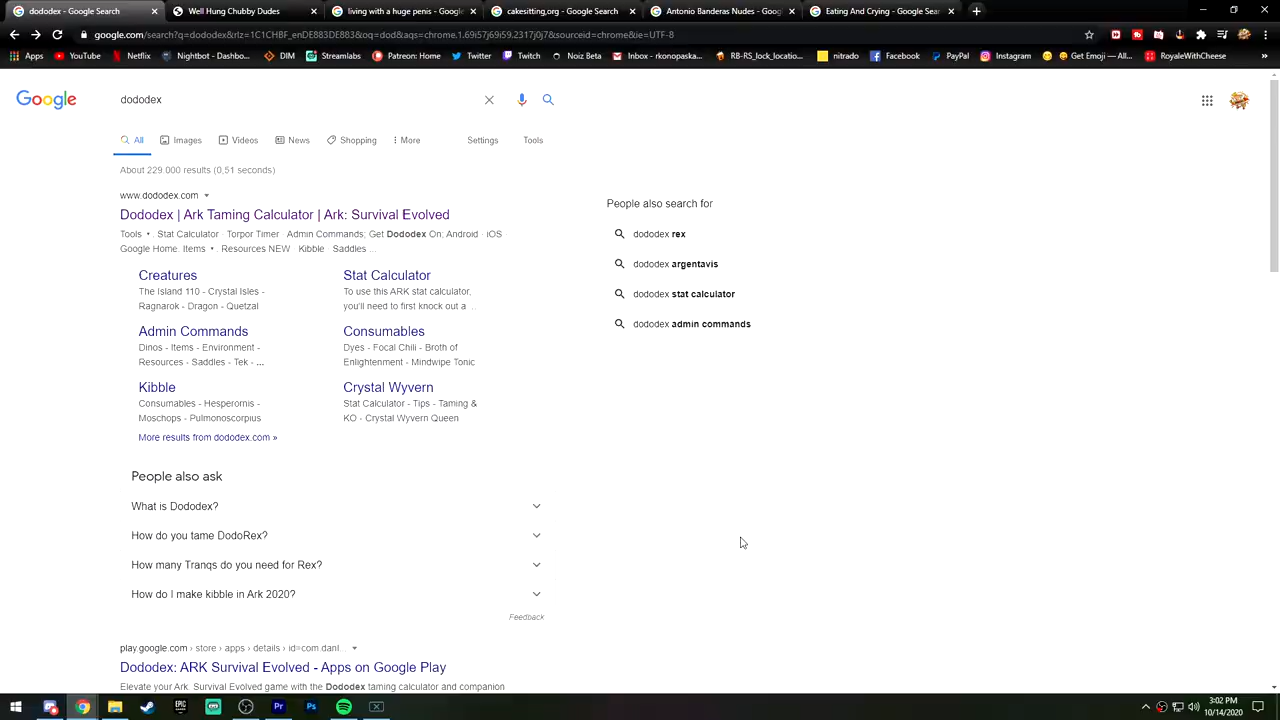 dododex - Google Search
Well Hung Chubby Dudes
living with a huge penis - Google
cakesitting.org - Google Search
Antonio Banderas Nudes - Google
Eating And Crying - Google Search
google.com/search?q=dododex&rlz=1C1CHBF_enDE883DE883&oq=dod&aqs=chrome.1.69i57j69i59.2317j0j7&sourceid=chrome&ie=UTF-8
Apps
YouTube
Netflix
Nightbot - Dashbo...
DIM
Streamlabs
Patreon: Home
Twitter
Twitch
Noiz Beta
Inbox - rkonopaska...
RB-RS_lock_locatio...
nitrado
Facebook
PayPal
Instagram
Get Emoji — All...
RoyaleWithCheese
Google
dododex
All
Images
Videos
News
Shopping
More
Settings
Tools
About 229.000 results (0,51 seconds)
www.dododex.com
Dododex | Ark Taming Calculator | Ark: Survival Evolved
Tools • . Stat Calculator · Torpor Timer · Admin Commands; Get Dododex On; Android · iOS ·
Google Home. Items • . Resources NEW · Kibble · Saddles ...
Creatures
The Island 110 - Crystal Isles -
Ragnarok - Dragon - Quetzal
Stat Calculator
To use this ARK stat calculator,
you'll need to first knock out a ...
Admin Commands
Dinos - Items - Environment -
Resources - Saddles - Tek - ...
Consumables
Dyes - Focal Chili - Broth of
Enlightenment - Mindwipe Tonic
Kibble
Consumables - Hesperornis -
Moschops - Pulmonoscorpius
Crystal Wyvern
Stat Calculator - Tips - Taming &
KO - Crystal Wyvern Queen
More results from dododex.com »
People also search for
dododex rex
dododex argentavis
dododex stat calculator
dododex admin commands
People also ask
What is Dododex?
How do you tame DodoRex?
How many Tranqs do you need for Rex?
How do I make kibble in Ark 2020?
Feedback
play.google.com › store › apps › details › id=com.danl...
Dododex: ARK Survival Evolved - Apps on Google Play
Elevate your Ark: Survival Evolved game with the Dododex taming calculator and companion
EPIC
Pr
Ps
3:02 PM
10/14/2020